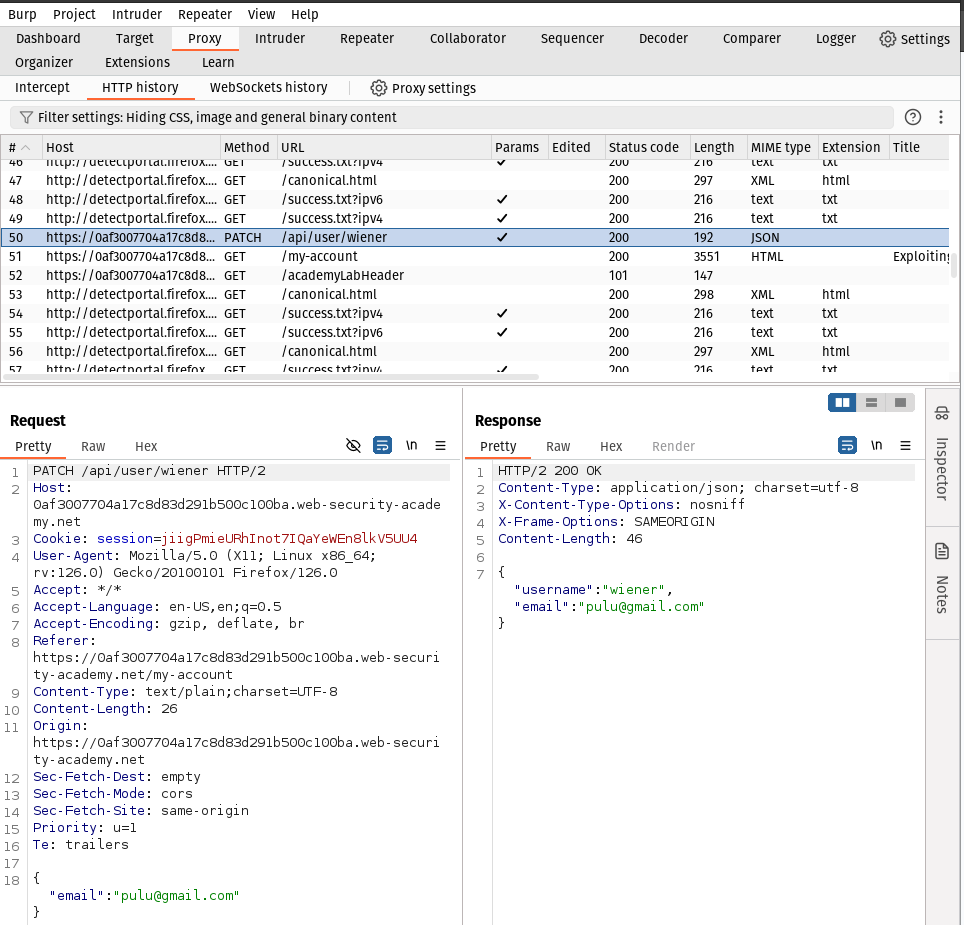 Burp Project Intruder Repeater View Help
Dashboard Target Proxy Intruder Repeater Collaborator Sequencer Decoder Comparer Logger Settings
Organizer Extensions Learn
Intercept HTTP history WebSockets history Proxy settings
Filter settings: Hiding CSS, image and general binary content
# Host Method URL Params Edited Status code Length MIME type Extension Title
46 http://detectportal.firefox.... GET /success.txt?ipv4 ✓ 200 216 text txt
47 http://detectportal.firefox.... GET /canonical.html 200 297 XML html
48 http://detectportal.firefox.... GET /success.txt?ipv6 ✓ 200 216 text txt
49 http://detectportal.firefox.... GET /success.txt?ipv4 ✓ 200 216 text txt
50 https://0af3007704a17c8d8... PATCH /api/user/wiener ✓ 200 192 JSON
51 https://0af3007704a17c8d8... GET /my-account 200 3551 HTML Exploiting
52 https://0af3007704a17c8d8... GET /academyLabHeader 101 147
53 http://detectportal.firefox.... GET /canonical.html 200 298 XML html
54 http://detectportal.firefox.... GET /success.txt?ipv4 ✓ 200 216 text txt
55 http://detectportal.firefox.... GET /success.txt?ipv6 ✓ 200 216 text txt
56 http://detectportal.firefox.... GET /canonical.html 200 297 XML html
57 http://detectportal.firefox.... GET /success.txt?ipv4 ✓ 200 216 text txt
Request
Pretty Raw Hex \n
1 PATCH /api/user/wiener HTTP/2
2 Host:
0af3007704a17c8d83d291b500c100ba.web-security-acade
my.net
3 Cookie: session=jiigPmieURhInot7IQaYeWEn8lkV5UU4
4 User-Agent: Mozilla/5.0 (X11; Linux x86_64;
rv:126.0) Gecko/20100101 Firefox/126.0
5 Accept: */*
6 Accept-Language: en-US,en;q=0.5
7 Accept-Encoding: gzip, deflate, br
8 Referer:
https://0af3007704a17c8d83d291b500c100ba.web-securi
ty-academy.net/my-account
9 Content-Type: text/plain;charset=UTF-8
10 Content-Length: 26
11 Origin:
https://0af3007704a17c8d83d291b500c100ba.web-securi
ty-academy.net
12 Sec-Fetch-Dest: empty
13 Sec-Fetch-Mode: cors
14 Sec-Fetch-Site: same-origin
15 Priority: u=1
16 Te: trailers
17
18 {
"email":"pulu@gmail.com"
}
Response
Pretty Raw Hex Render \n
1 HTTP/2 200 OK
2 Content-Type: application/json; charset=utf-8
3 X-Content-Type-Options: nosniff
4 X-Frame-Options: SAMEORIGIN
5 Content-Length: 46
6
7 {
"username":"wiener",
"email":"pulu@gmail.com"
}
Inspector
Notes